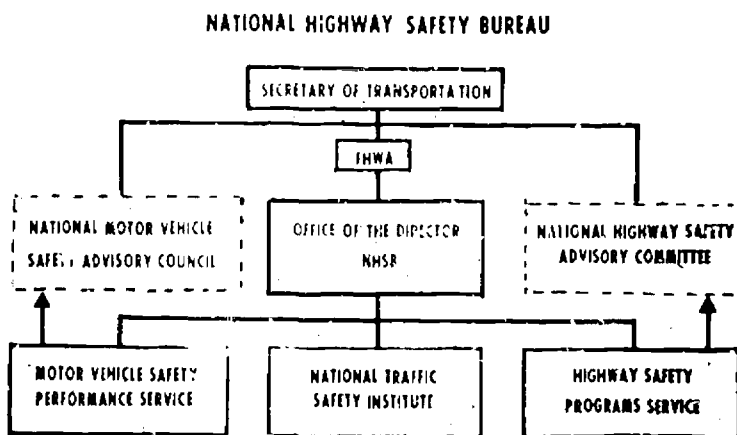 NATIONAL HIGHWAY SAFETY BUREAU
SECRETARY OF TRANSPORTATION
FHWA
NATIONAL MOTOR VEHICLE
SAFETY ADVISORY COUNCIL
OFFICE OF THE DIRECTOR
NHSB
NATIONAL HIGHWAY SAFETY
ADVISORY COMMITTEE
MOTOR VEHICLE SAFETY
PERFORMANCE SERVICE
NATIONAL TRAFFIC
SAFETY INSTITUTE
HIGHWAY SAFETY
PROGRAMS SERVICE